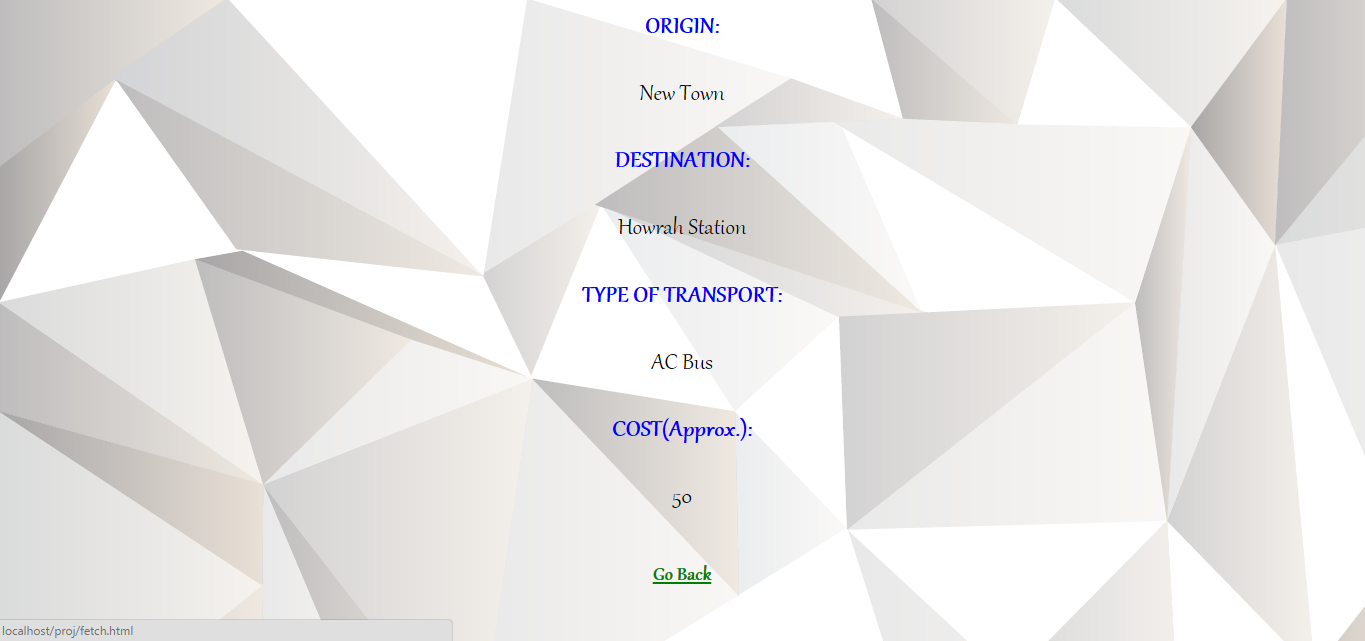 ORIGIN:
New Town
DESTINATION:
Howrah Station
TYPE OF TRANSPORT:
AC Bus
COST(Approx.):
50
Go Back
localhost/proj/fetch.html